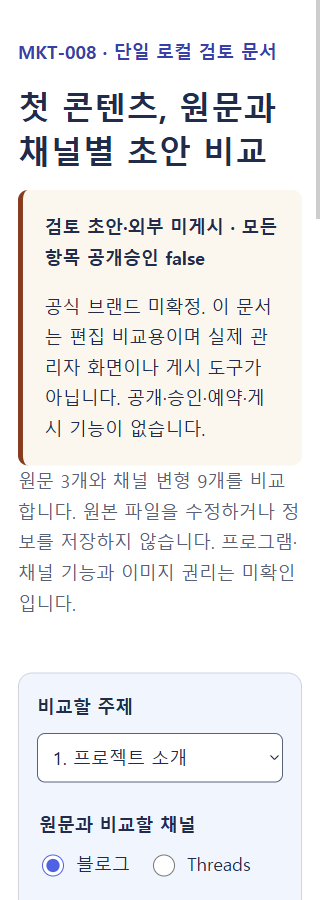 MKT-008 · 단일 로컬 검토 문서
첫 콘텐츠, 원문과
채널별 초안 비교
검토 초안·외부 미게시 · 모든
항목 공개승인 false
공식 브랜드 미확정. 이 문서
는 편집 비교용이며 실제 관
리자 화면이나 게시 도구가
아닙니다. 공개·승인·예약·게
시 기능이 없습니다.
원문 3개와 채널 변형 9개를 비교
합니다. 원본 파일을 수정하거나 정
보를 저장하지 않습니다. 프로그램·
채널 기능과 이미지 권리는 미확인
입니다.
비교할 주제
1. 프로젝트 소개
원문과 비교할 채널
블로그 Threads